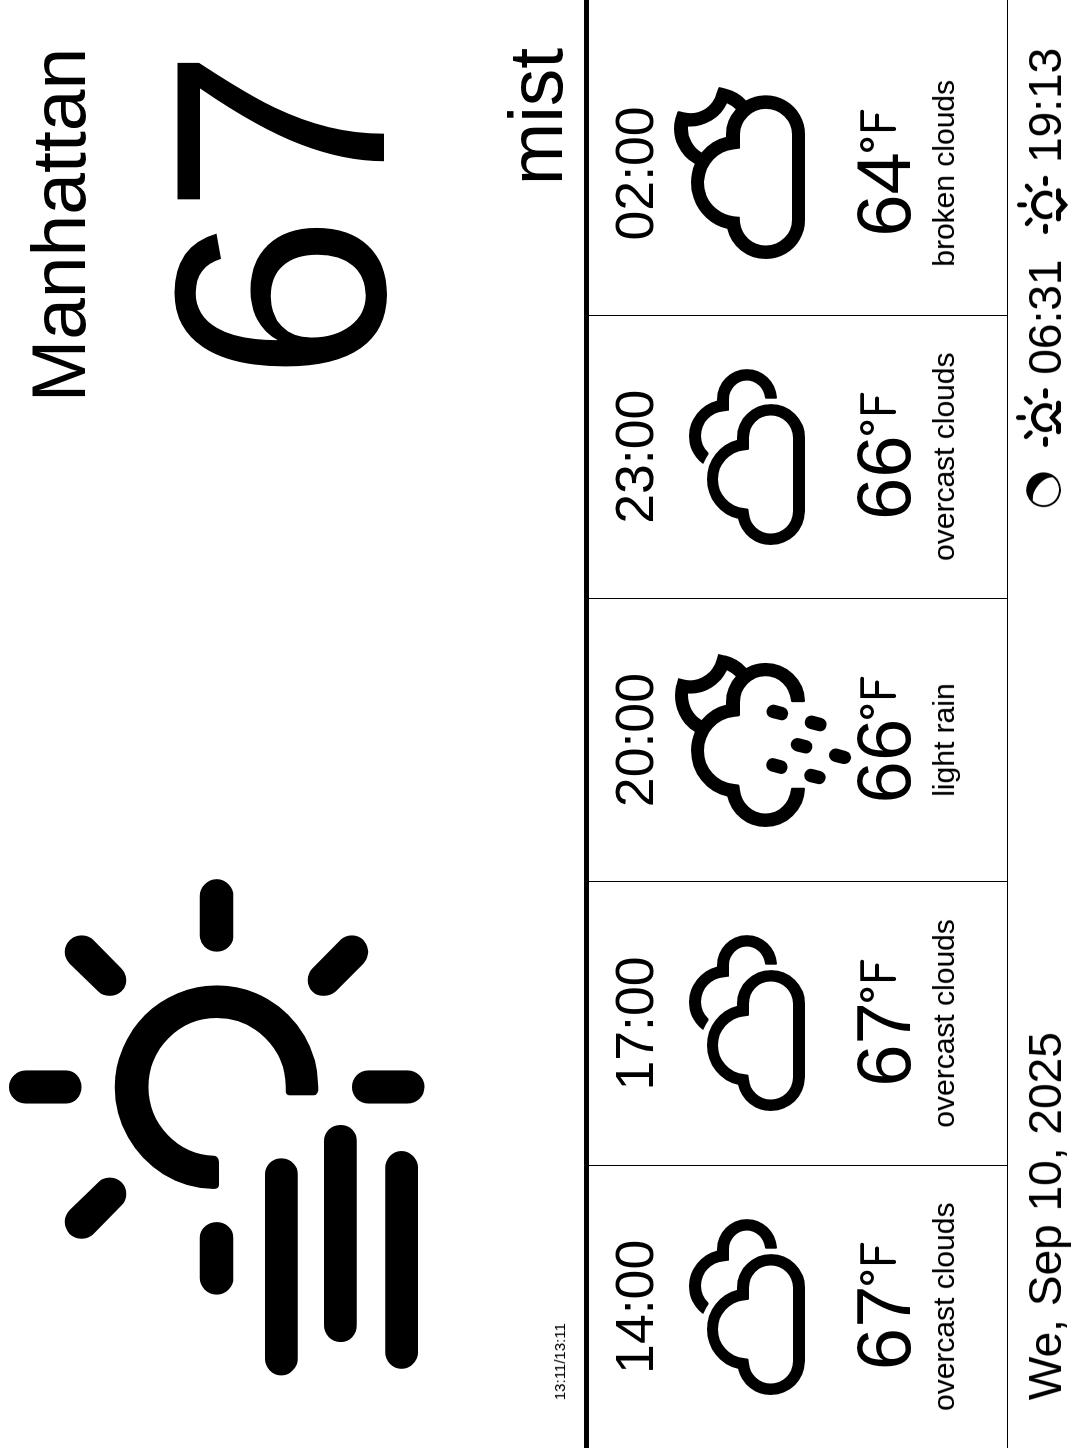 Manhattan
67
mist
13:11/13:11
14:00
67°F
overcast clouds
17:00
67°F
overcast clouds
20:00
66°F
light rain
23:00
66°F
overcast clouds
02:00
64°F
broken clouds
We, Sep 10, 2025
06:31
19:13